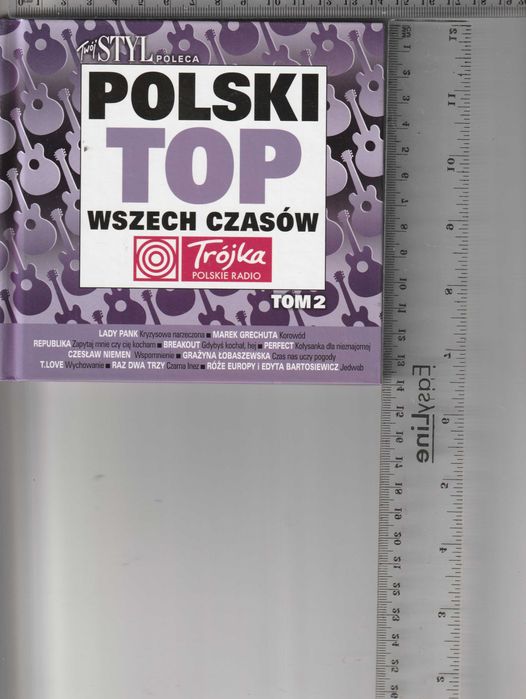 Twój STYL POLECA
POLSKI
TOP
WSZECH CZASÓW
Trójka
POLSKIE RADIO
TOM 2
LADY PANK Kryzysowa narzeczona ■ MAREK GRECHUTA Korowód
REPUBLIKA Zapytaj mnie czy cię kocham ■ BREAKOUT Gdybyś kochał, hej ■ PERFECT Kołysanka dla nieznajomej
CZESŁAW NIEMEN Wspomnienie ■ GRAŻYNA ŁOBASZEWSKA Czas nas uczy pogody
T.LOVE Wychowanie ■ RAZ DWA TRZY Czarna Inez ■ RÓŻE EUROPY i EDYTA BARTOSIEWICZ Jedwab
EasyLine